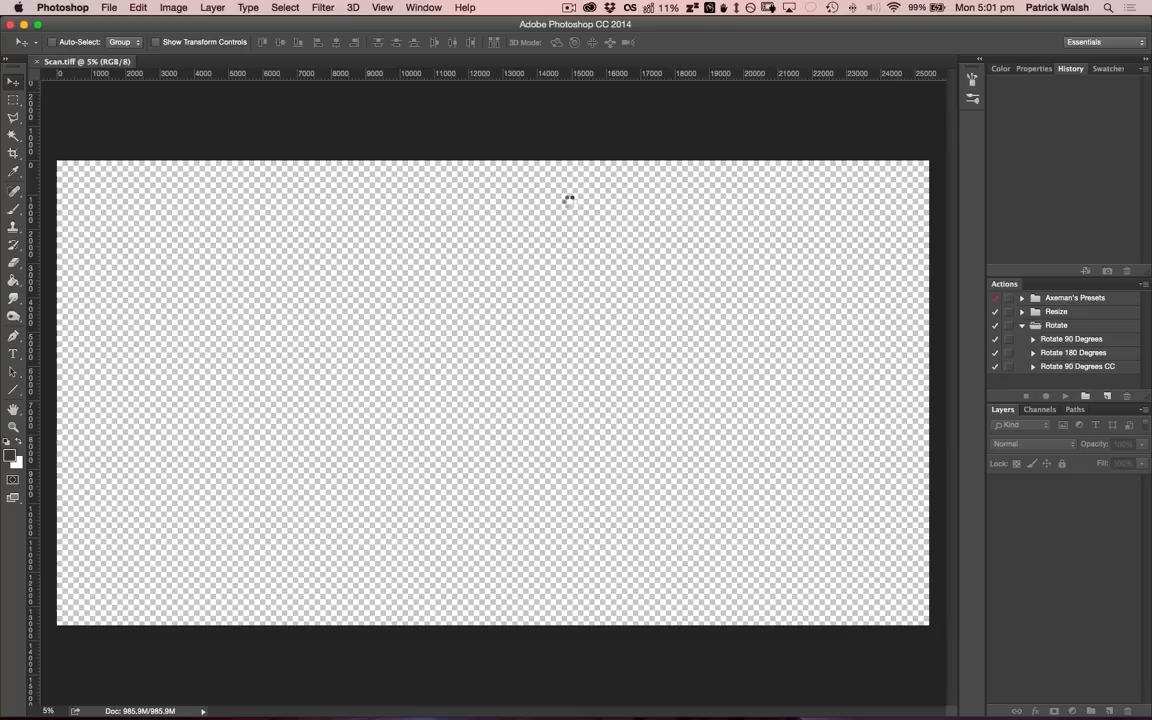 Photoshop File Edit Image Layer Type Select Filter 3D View Window Help 11% 99% Mon 5:01 pm Patrick Walsh
Adobe Photoshop CC 2014
Auto-Select: Group Show Transform Controls 3D Mode: Essentials
Scan.tiff @ 5% (RGB/8)
0 1000 2000 3000 4000 5000 6000 7000 8000 9000 10000 11000 12000 13000 14000 15000 16000 17000 18000 19000 20000 21000 22000 23000 24000 25000
Color Properties History Swatches
Actions
Axeman's Presets
Resize
Rotate
Rotate 90 Degrees
Rotate 180 Degrees
Rotate 90 Degrees CC
Layers Channels Paths
Kind
Normal Opacity: 100%
Lock: Fill: 100%
5% Doc: 985.9M/985.9M